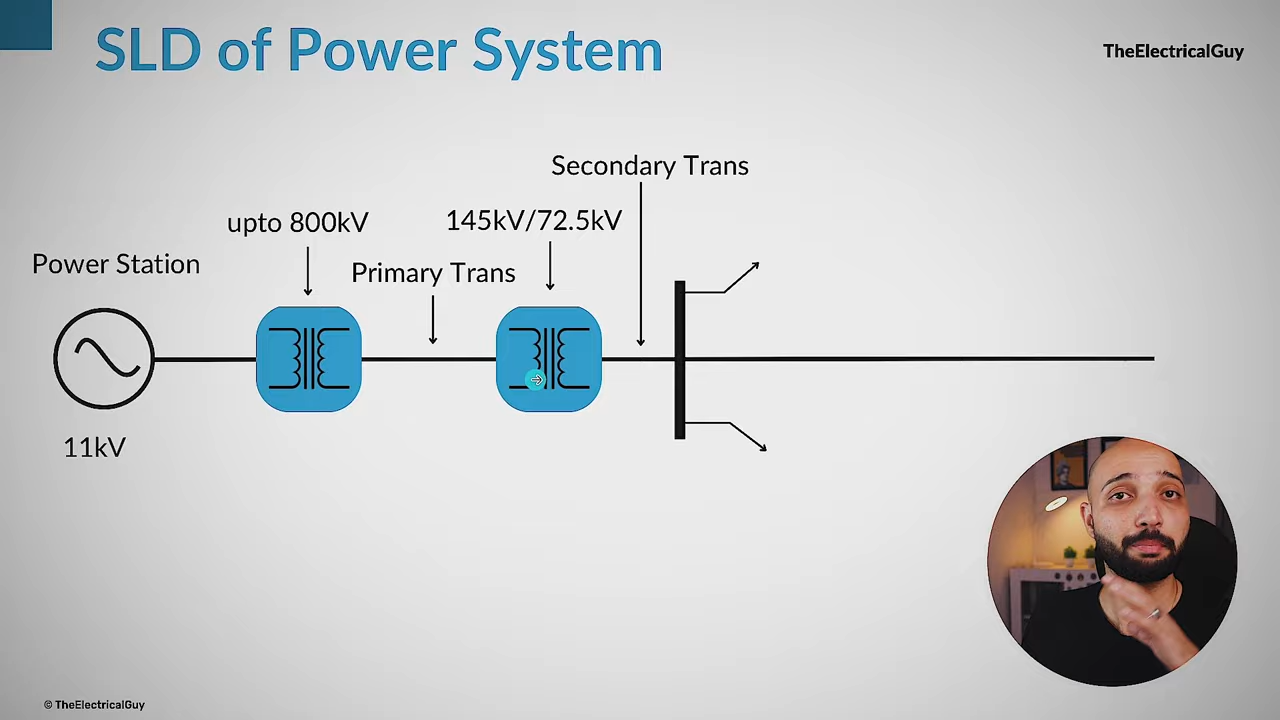 SLD of Power System
TheElectricalGuy
Secondary Trans
upto 800kV
145kV/72.5kV
Power Station
Primary Trans
11kV
© TheElectricalGuy